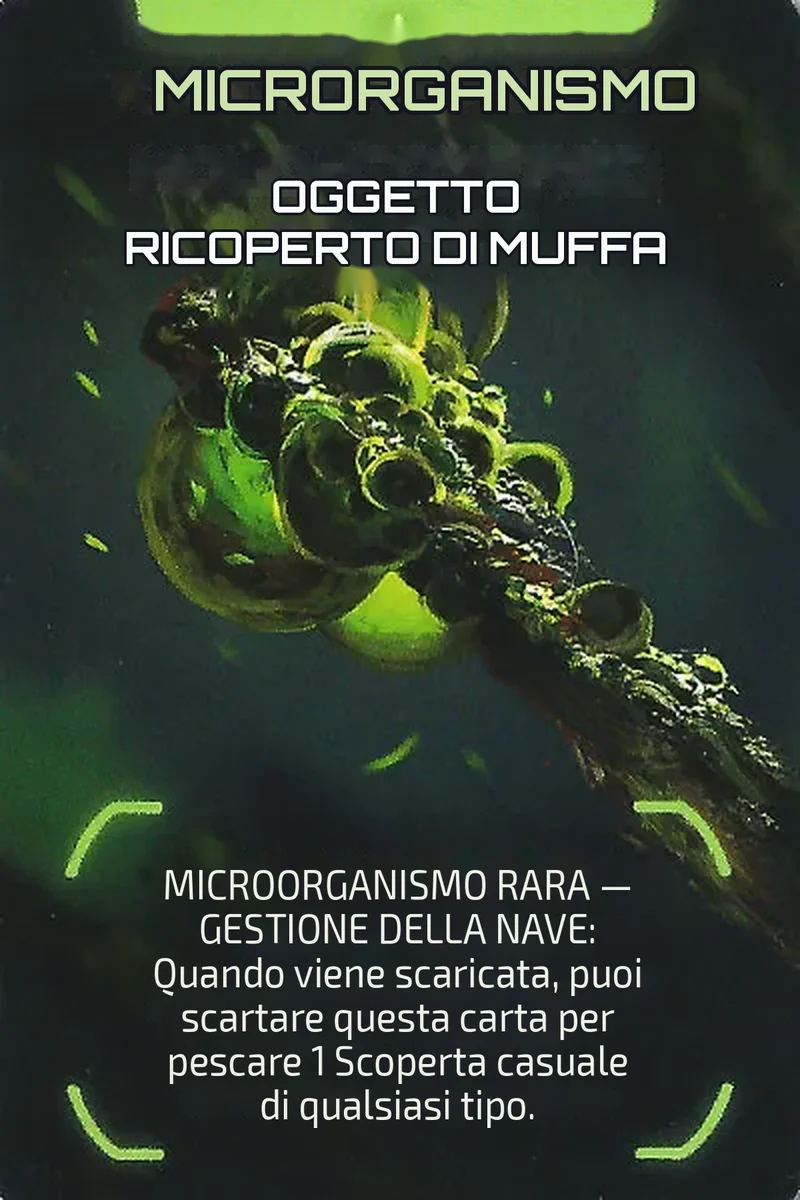 MICRORGANISMO
OGGETTO
RICOPERTO DI MUFFA
MICROORGANISMO RARA —
GESTIONE DELLA NAVE:
Quando viene scaricata, puoi
scartare questa carta per
pescare 1 Scoperta casuale
di qualsiasi tipo.